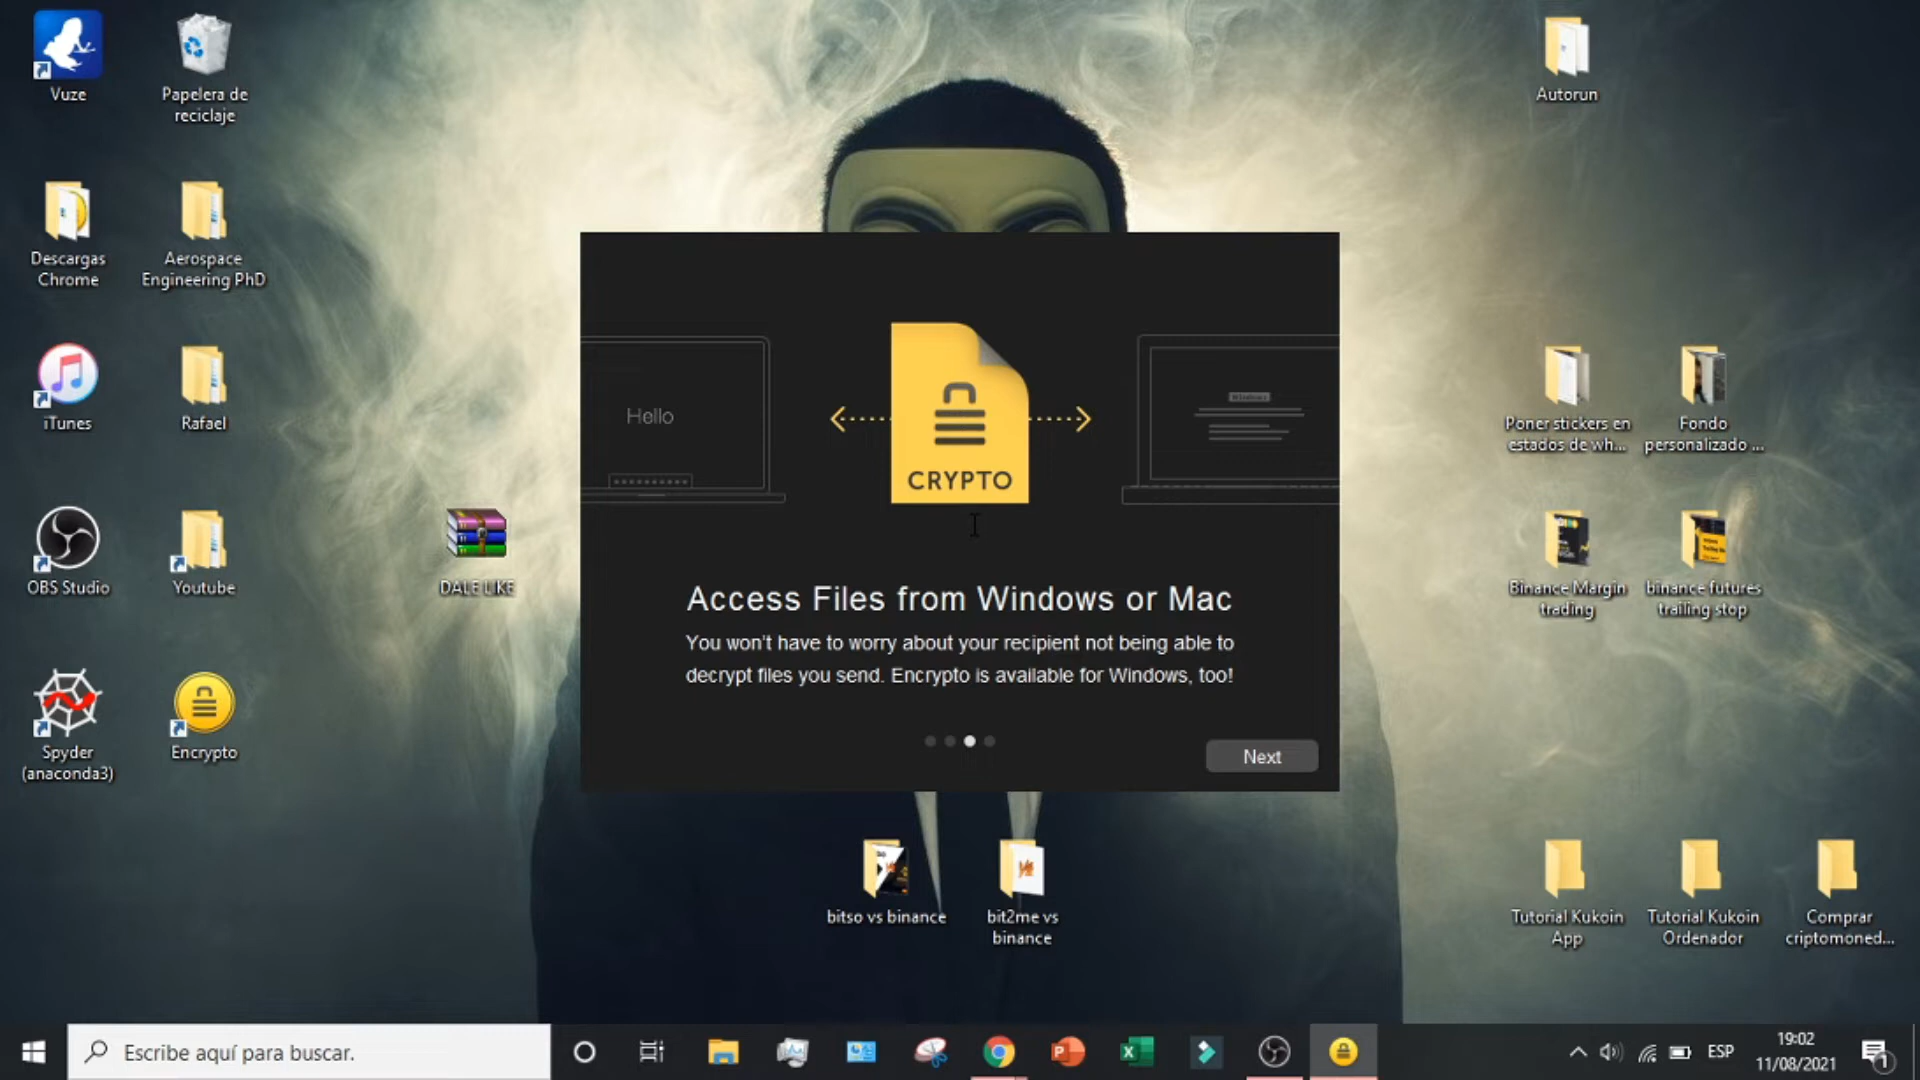 Vuze
Papelera de
reciclaje
Autorun
Descargas
Chrome
Aerospace
Engineering PhD
iTunes
Rafael
Poner stickers en
estados de wh...
Fondo
personalizado ...
OBS Studio
Youtube
DALE LIKE
Binance Margin
trading
binance futures
trailing stop
Spyder
(anaconda3)
Encrypto
Hello
CRYPTO
Windows
Access Files from Windows or Mac
You won't have to worry about your recipient not being able to
decrypt files you send. Encrypto is available for Windows, too!
Next
bitso vs binance
bit2me vs
binance
Tutorial Kukoin
App
Tutorial Kukoin
Ordenador
Comprar
criptomoned...
Escribe aquí para buscar.
ESP
19:02
11/08/2021
1